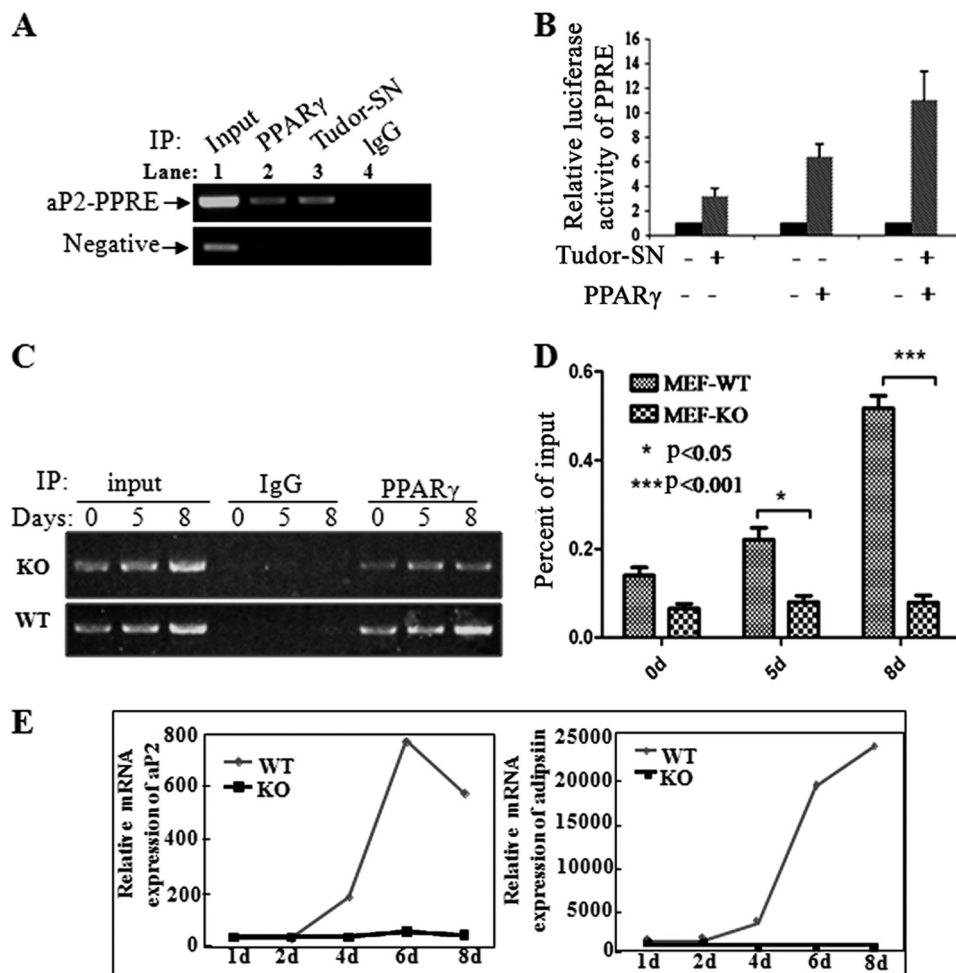 A
IP: Input PPARγ Tudor-SN IgG
Lane: 1 2 3 4
aP2-PPRE
Negative
B
Relative luciferase
activity of PPRE
16
14
12
10
8
6
4
2
0
Tudor-SN - + - - - +
PPARγ - - - + - +
C
IP: input IgG PPARγ
Days: 0 5 8 0 5 8 0 5 8
KO
WT
D
Percent of input
0.6
0.4
0.2
0.0
MEF-WT
MEF-KO
* p<0.05
***p<0.001
*
***
0d 5d 8d
E
Relative mRNA
expression of aP2
800
600
400
200
0
WT
KO
1d 2d 4d 6d 8d
Relative mRNA
expression of adipsiin
25000
20000
15000
10000
5000
0
WT
KO
1d 2d 4d 6d 8d